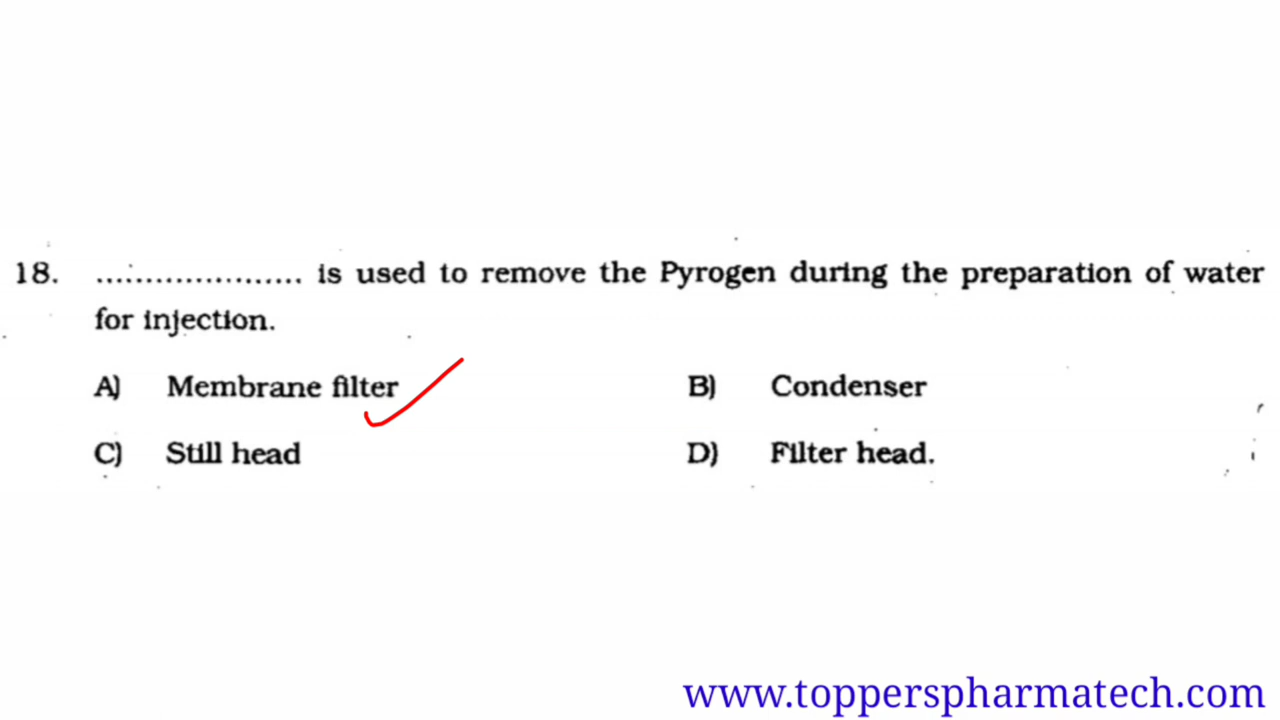 18. ..................... is used to remove the Pyrogen during the preparation of water
for injection.
A) Membrane filter B) Condenser
C) Still head D) Filter head.
www.topperspharmatech.com